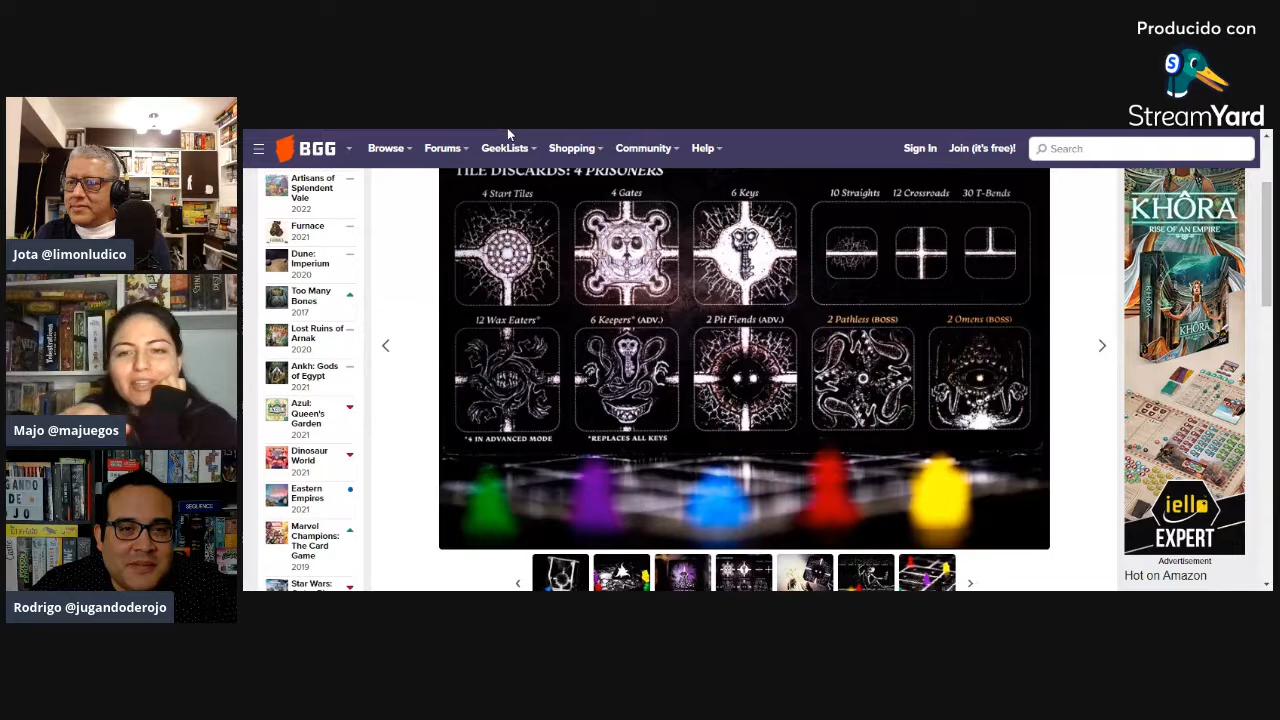 Producido con
StreamYard
Jota @limonludico
Majo @majuegos
Rodrigo @jugandoderojo
SEQUENCE
BGG
Browse
Forums
GeekLists
Shopping
Community
Help
Sign In
Join (it's free!)
Search
Artisans of
Splendent
Vale
2022
Furnace
2021
Dune:
Imperium
2020
Too Many
Bones
2017
Lost Ruins of
Arnak
2020
Ankh: Gods
of Egypt
2021
Azul:
Queen's
Garden
2021
Dinosaur
World
2021
Eastern
Empires
2021
Marvel
Champions:
The Card
Game
2019
Star Wars:
TILE DISCARDS: 4 PRISONERS
4 Start Tiles
4 Gates
6 Keys
10 Straights
12 Crossroads
30 T-Bends
12 Wax Eaters*
6 Keepers* (ADV.)
2 Pit Fiends (ADV.)
2 Pathless (BOSS)
2 Omens (BOSS)
*4 IN ADVANCED MODE
*REPLACES ALL KEYS
KHÔRA
RISE OF AN EMPIRE
KHÔRA
iello
EXPERT
Advertisement
Hot on Amazon